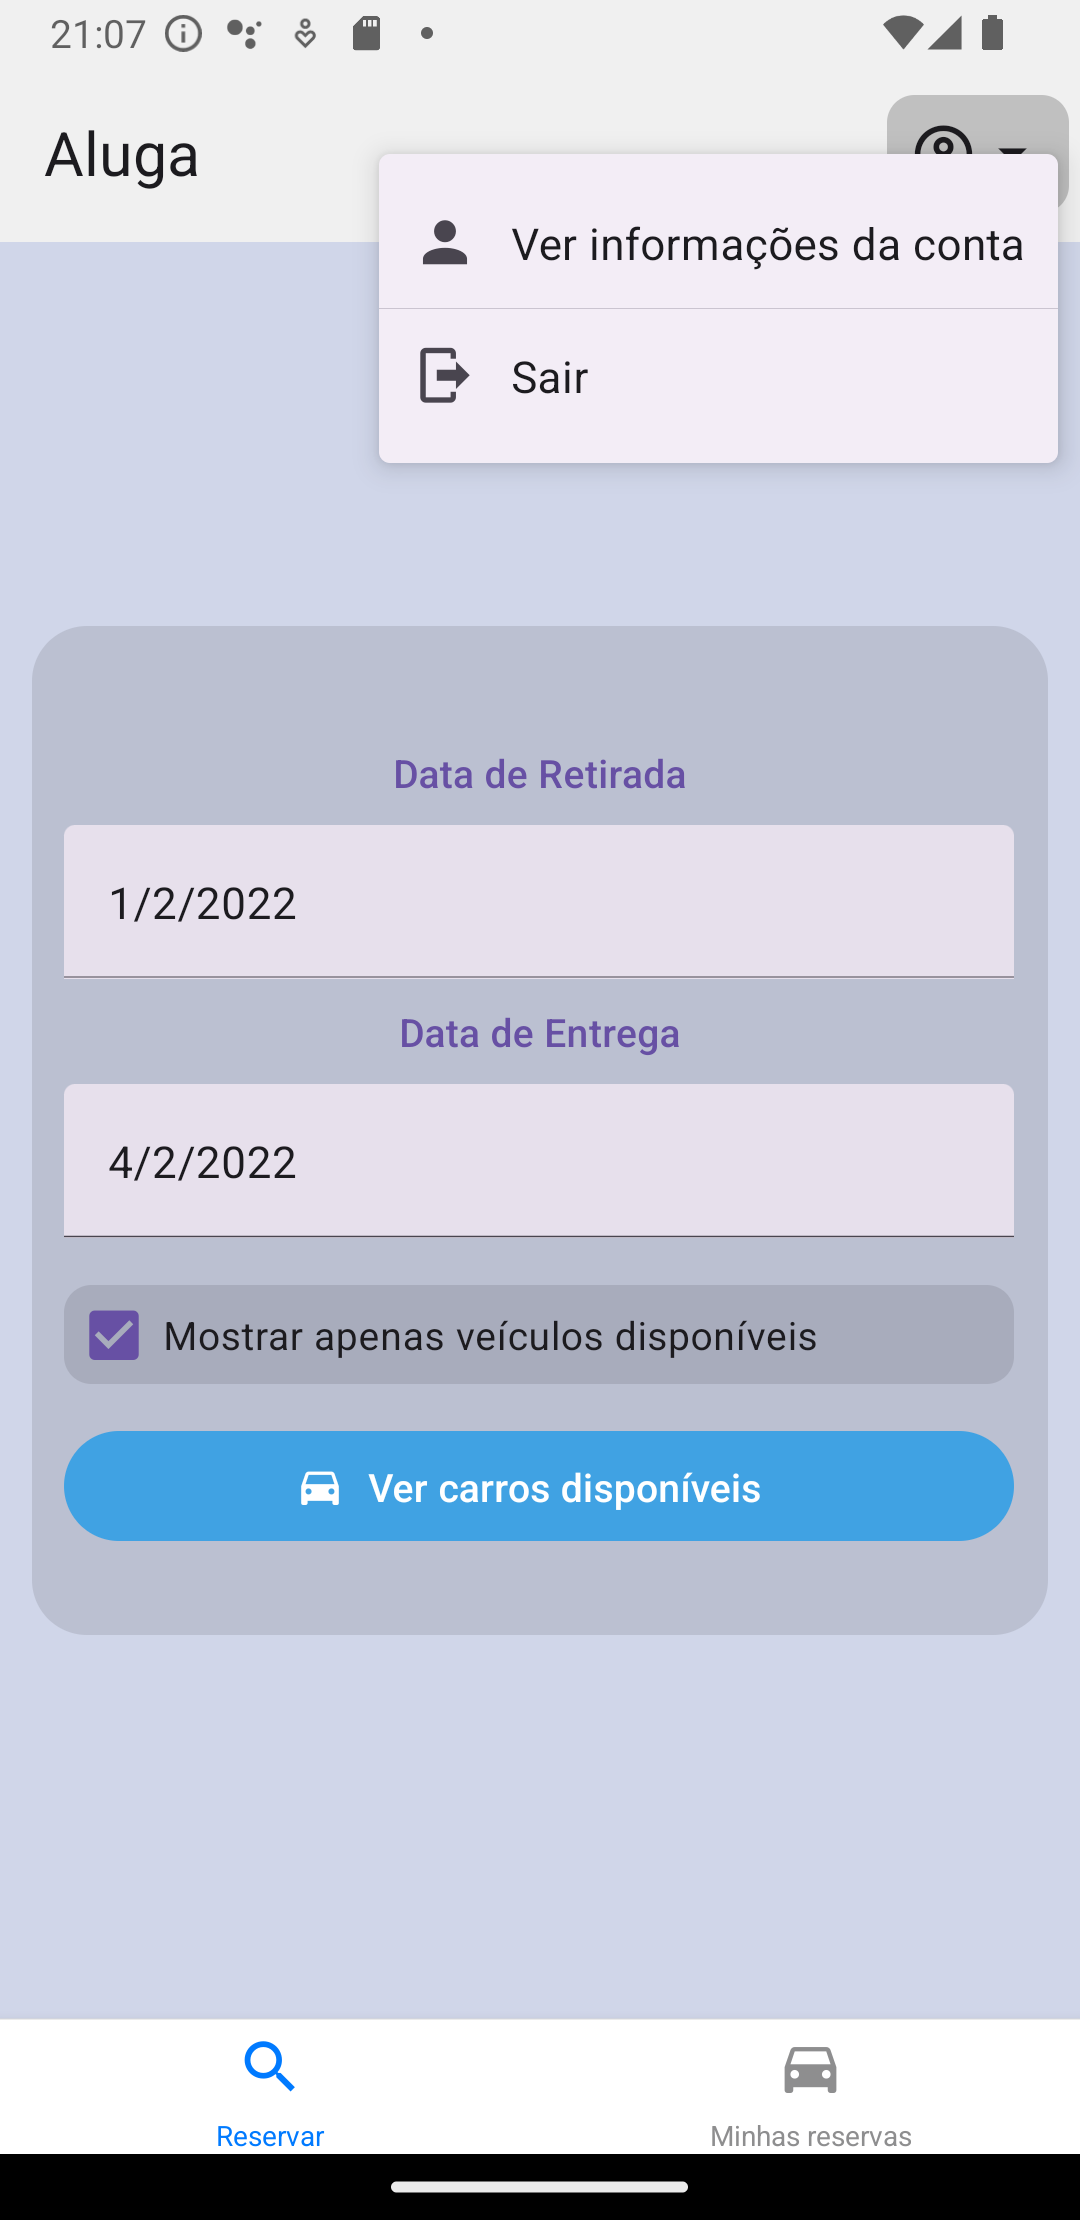 21:07
Aluga
Ver informações da conta
Sair
Data de Retirada
1/2/2022
Data de Entrega
4/2/2022
Mostrar apenas veículos disponíveis
Ver carros disponíveis
Reservar
Minhas reservas